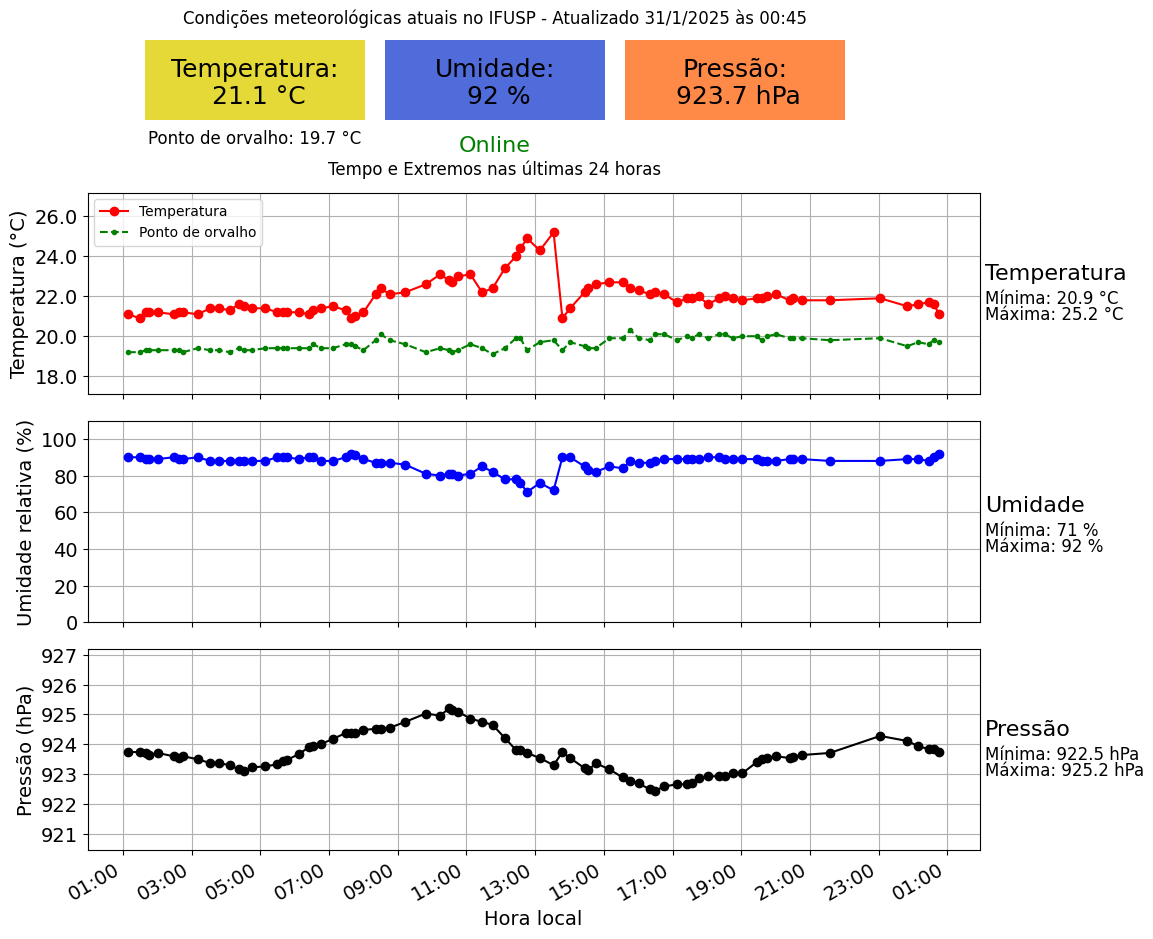 Condições meteorológicas atuais no IFUSP - Atualizado 31/1/2025 às 00:45
Temperatura:
21.1 °C
Umidade:
92 %
Pressão:
923.7 hPa
Ponto de orvalho: 19.7 °C
Online
Tempo e Extremos nas últimas 24 horas
Temperatura (°C)
26.0
24.0
22.0
20.0
18.0
Temperatura
Ponto de orvalho
Temperatura
Mínima: 20.9 °C
Máxima: 25.2 °C
Umidade relativa (%)
100
80
60
40
20
0
Umidade
Mínima: 71 %
Máxima: 92 %
Pressão (hPa)
927
926
925
924
923
922
921
Pressão
Mínima: 922.5 hPa
Máxima: 925.2 hPa
01:00 03:00 05:00 07:00 09:00 11:00 13:00 15:00 17:00 19:00 21:00 23:00 01:00
Hora local